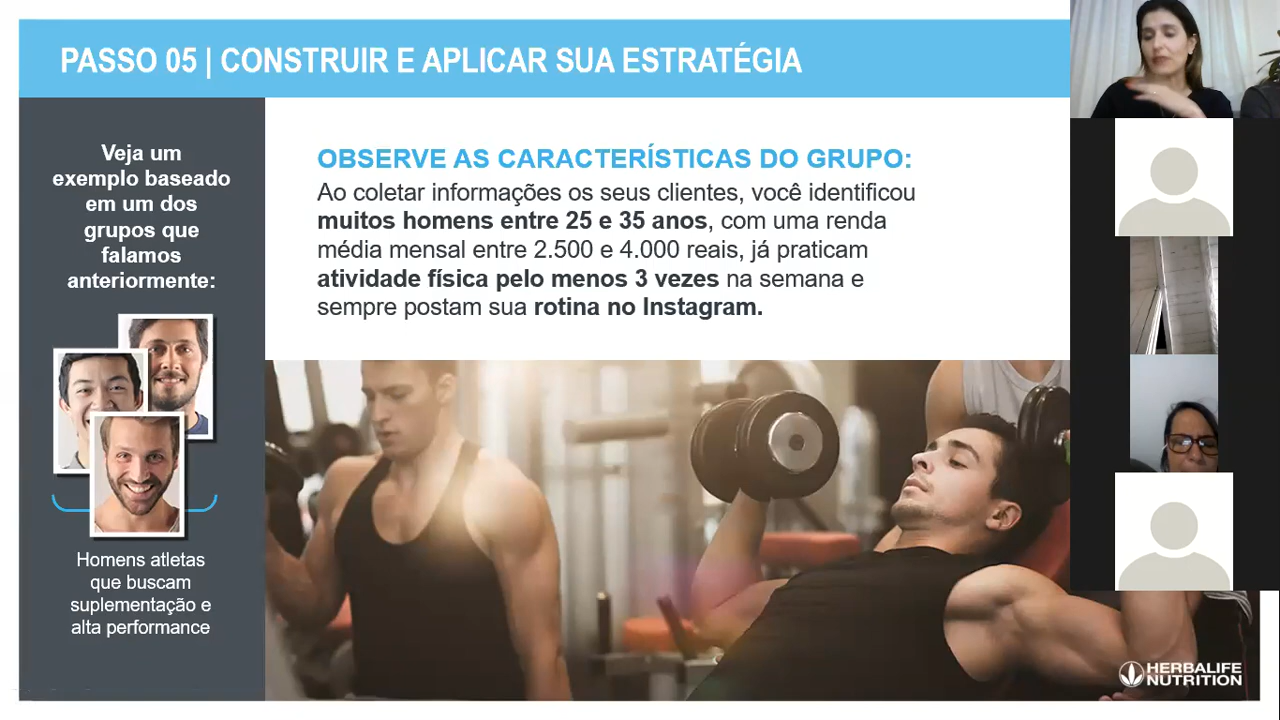 PASSO 05 | CONSTRUIR E APLICAR SUA ESTRATÉGIA
Veja um
exemplo baseado
em um dos
grupos que
falamos
anteriormente:
Homens atletas
que buscam
suplementação e
alta performance
OBSERVE AS CARACTERÍSTICAS DO GRUPO:
Ao coletar informações os seus clientes, você identificou
muitos homens entre 25 e 35 anos, com uma renda
média mensal entre 2.500 e 4.000 reais, já praticam
atividade física pelo menos 3 vezes na semana e
sempre postam sua rotina no Instagram.
HERBALIFE
NUTRITION